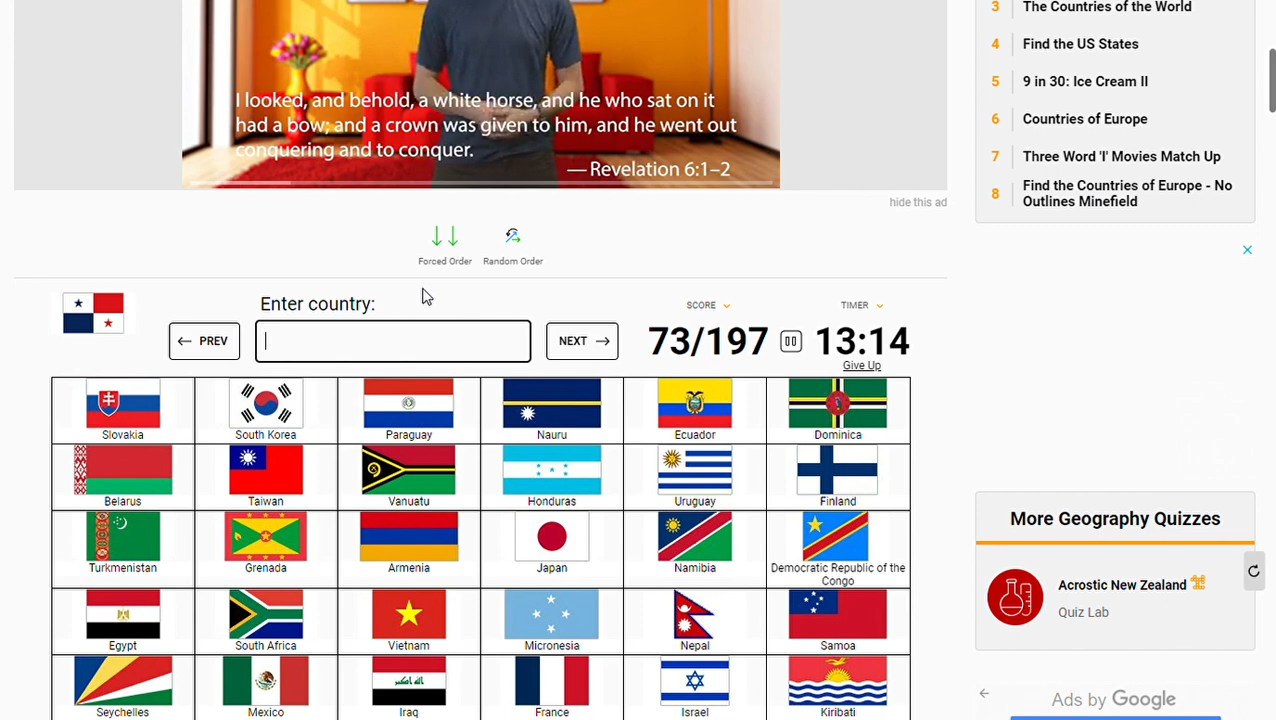 I looked, and behold, a white horse, and he who sat on it
had a bow; and a crown was given to him, and he went out
conquering and to conquer.
— Revelation 6:1–2
hide this ad
3 The Countries of the World
4 Find the US States
5 9 in 30: Ice Cream II
6 Countries of Europe
7 Three Word 'I' Movies Match Up
8 Find the Countries of Europe - No
Outlines Minefield
Forced Order Random Order
Enter country:
← PREV
NEXT →
SCORE
73/197
TIMER
13:14
Give Up
Slovakia South Korea Paraguay Nauru Ecuador Dominica
Belarus Taiwan Vanuatu Honduras Uruguay Finland
Turkmenistan Grenada Armenia Japan Namibia Democratic Republic of the
Congo
Egypt South Africa Vietnam Micronesia Nepal Samoa
Seychelles Mexico Iraq France Israel Kiribati
More Geography Quizzes
Acrostic New Zealand
Quiz Lab
Ads by Google